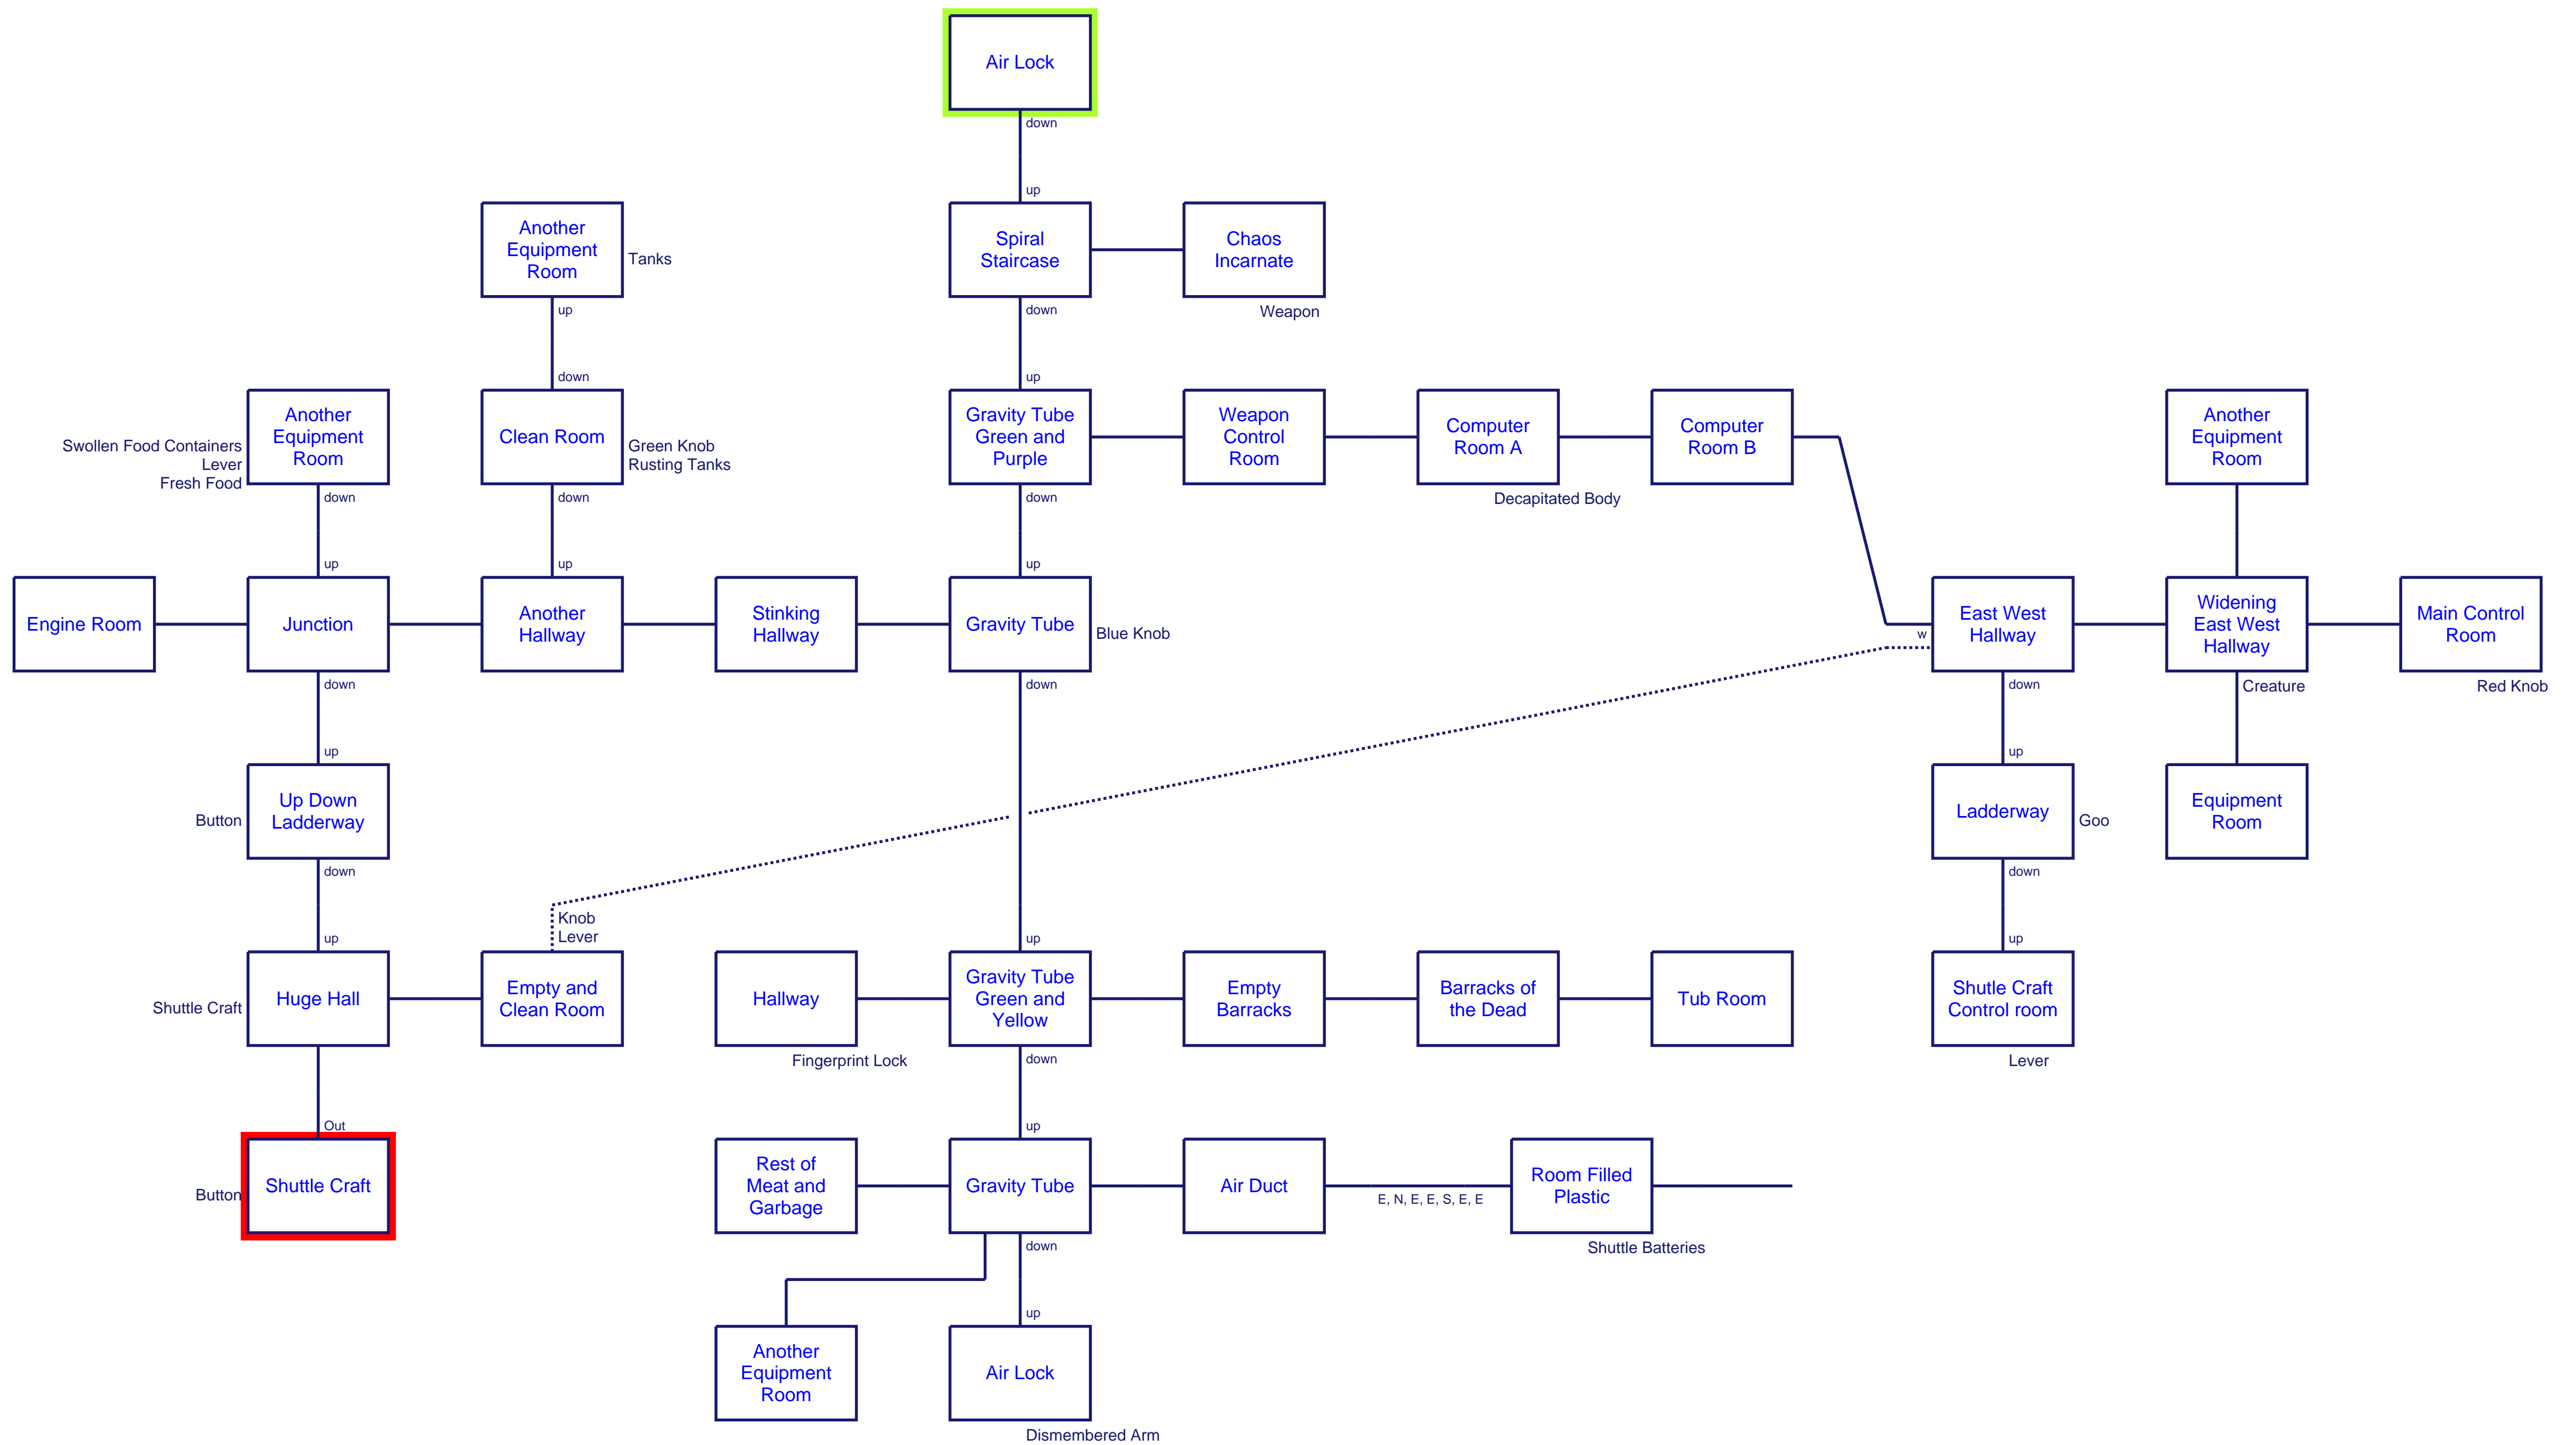 Air Lock
down
up
Another
Equipment
Room
Tanks
Spiral
Staircase
Chaos
Incarnate
up
down
Weapon
down
down
up
Swollen Food Containers
Lever
Fresh Food
Another
Equipment
Room
Clean Room
Green Knob
Rusting Tanks
Gravity Tube
Green and
Purple
Weapon
Control
Room
Computer
Room A
Computer
Room B
Another
Equipment
Room
down
down
down
Decapitated Body
up
up
up
Engine Room
Junction
Another
Hallway
Stinking
Hallway
Gravity Tube
Blue Knob
w
East West
Hallway
Widening
East West
Hallway
Main Control
Room
down
down
down
Creature
Red Knob
up
up
Button
Up Down
Ladderway
Ladderway
Goo
Equipment
Room
down
down
Knob
Lever
up
up
up
Shuttle Craft
Huge Hall
Empty and
Clean Room
Hallway
Gravity Tube
Green and
Yellow
Empty
Barracks
Barracks of
the Dead
Tub Room
Shutle Craft
Control room
Fingerprint Lock
down
Lever
Out
up
Button
Shuttle Craft
Rest of
Meat and
Garbage
Gravity Tube
Air Duct
E, N, E, E, S, E, E
Room Filled
Plastic
down
Shuttle Batteries
up
Another
Equipment
Room
Air Lock
Dismembered Arm